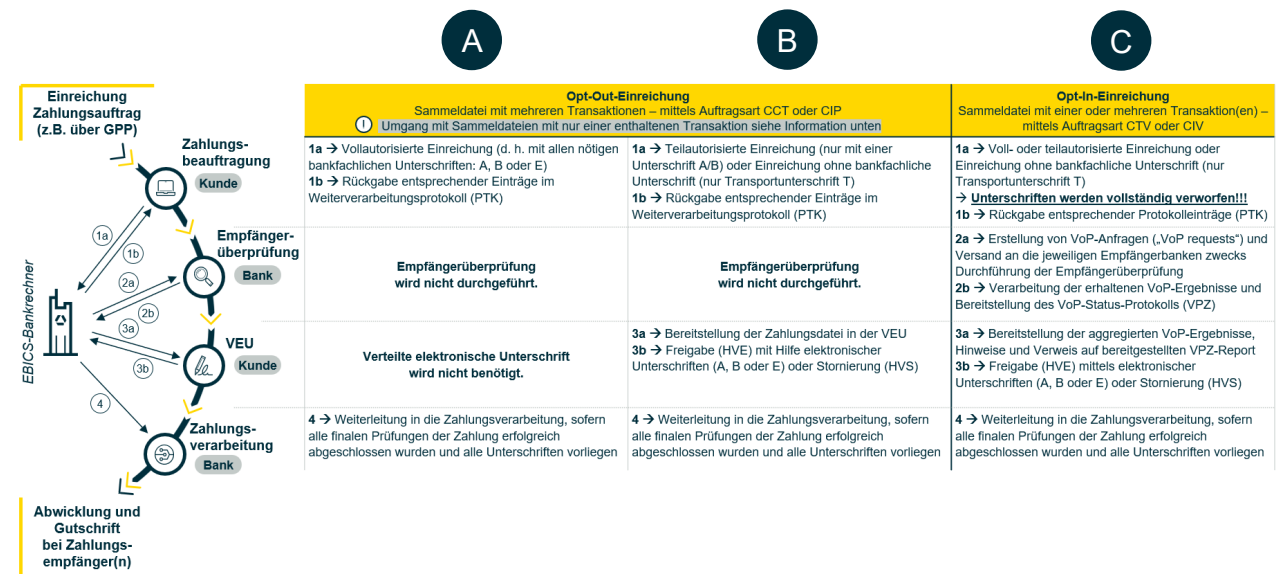 A
B
C
Einreichung
Zahlungsauftrag
(z.B. über GPP)
Opt-Out-Einreichung
Sammeldatei mit mehreren Transaktionen – mittels Auftragsart CCT oder CIP
Umgang mit Sammeldateien mit nur einer enthaltenen Transaktion siehe Information unten
Opt-In-Einreichung
Sammeldatei mit einer oder mehreren Transaktion(en) –
mittels Auftragsart CTV oder CIV
Zahlungs-
beauftragung
Kunde
1a → Vollautorisierte Einreichung (d. h. mit allen nötigen
bankfachlichen Unterschriften: A, B oder E)
1b → Rückgabe entsprechender Einträge im
Weiterverarbeitungsprotokoll (PTK)
1a → Teilautorisierte Einreichung (nur mit einer
Unterschrift A/B) oder Einreichung ohne bankfachliche
Unterschrift (nur Transportunterschrift T)
1b → Rückgabe entsprechender Einträge im
Weiterverarbeitungsprotokoll (PTK)
1a → Voll- oder teilautorisierte Einreichung oder
Einreichung ohne bankfachliche Unterschrift (nur
Transportunterschrift T)
→ Unterschriften werden vollständig verworfen!!!
1b → Rückgabe entsprechender Protokolleinträge (PTK)
1a
1b
Empfänger-
überprüfung
Bank
Empfängerüberprüfung
wird nicht durchgeführt.
Empfängerüberprüfung
wird nicht durchgeführt.
2a → Erstellung von VoP-Anfragen („VoP requests“) und
Versand an die jeweiligen Empfängerbanken zwecks
Durchführung der Empfängerüberprüfung
2b → Verarbeitung der erhaltenen VoP-Ergebnisse und
Bereitstellung des VoP-Status-Protokolls (VPZ)
2a
2b
EBICS-Bankrechner
3a
3b
VEU
Kunde
Verteilte elektronische Unterschrift
wird nicht benötigt.
3a → Bereitstellung der Zahlungsdatei in der VEU
3b → Freigabe (HVE) mit Hilfe elektronischer
Unterschriften (A, B oder E) oder Stornierung (HVS)
3a → Bereitstellung der aggregierten VoP-Ergebnisse,
Hinweise und Verweis auf bereitgestellten VPZ-Report
3b → Freigabe (HVE) mittels elektronischer
Unterschriften (A, B oder E) oder Stornierung (HVS)
4
Zahlungs-
verarbeitung
Bank
4 → Weiterleitung in die Zahlungsverarbeitung, sofern
alle finalen Prüfungen der Zahlung erfolgreich
abgeschlossen wurden und alle Unterschriften vorliegen
4 → Weiterleitung in die Zahlungsverarbeitung, sofern
alle finalen Prüfungen der Zahlung erfolgreich
abgeschlossen wurden und alle Unterschriften vorliegen
4 → Weiterleitung in die Zahlungsverarbeitung, sofern
alle finalen Prüfungen der Zahlung erfolgreich
abgeschlossen wurden und alle Unterschriften vorliegen
Abwicklung und
Gutschrift
bei Zahlungs-
empfänger(n)